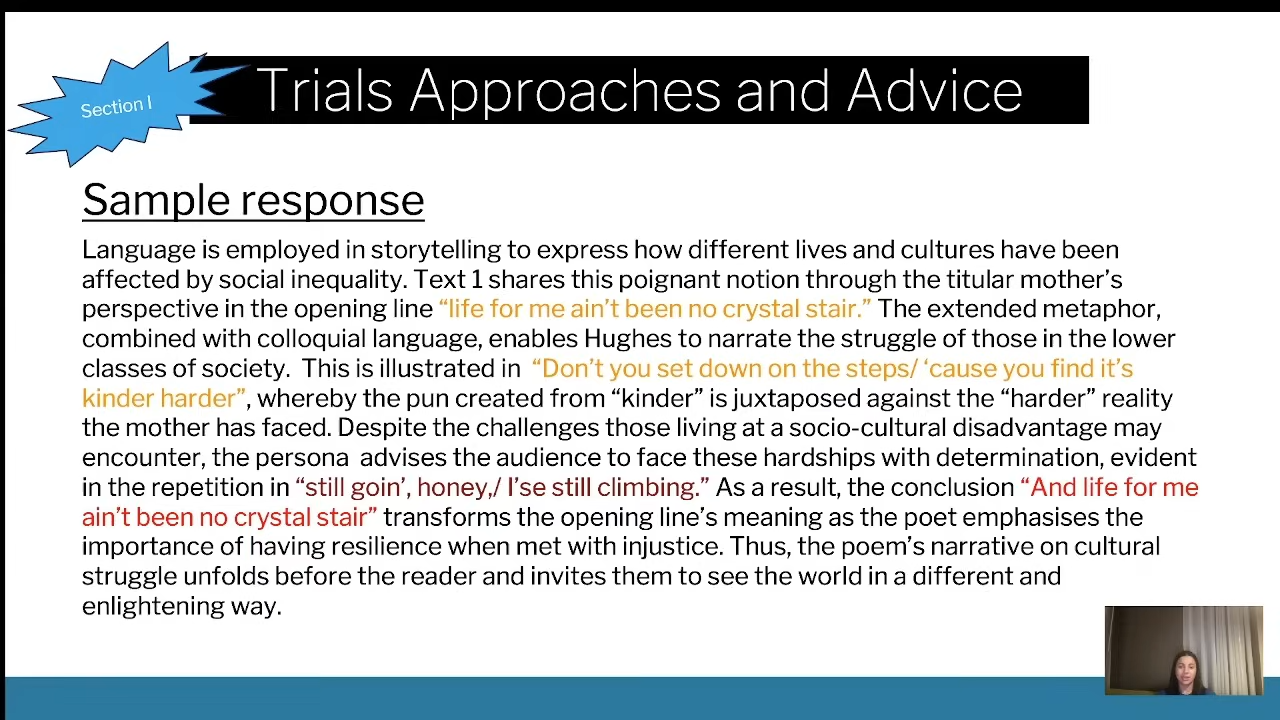 Section I
Trials Approaches and Advice
Sample response
Language is employed in storytelling to express how different lives and cultures have been
affected by social inequality. Text 1 shares this poignant notion through the titular mother’s
perspective in the opening line “life for me ain’t been no crystal stair.” The extended metaphor,
combined with colloquial language, enables Hughes to narrate the struggle of those in the lower
classes of society.  This is illustrated in  “Don’t you set down on the steps/ ‘cause you find it’s
kinder harder”, whereby the pun created from “kinder” is juxtaposed against the “harder” reality
the mother has faced. Despite the challenges those living at a socio-cultural disadvantage may
encounter, the persona  advises the audience to face these hardships with determination, evident
in the repetition in “still goin’, honey,/ I’se still climbing.” As a result, the conclusion “And life for me
ain’t been no crystal stair” transforms the opening line’s meaning as the poet emphasises the
importance of having resilience when met with injustice. Thus, the poem’s narrative on cultural
struggle unfolds before the reader and invites them to see the world in a different and
enlightening way.